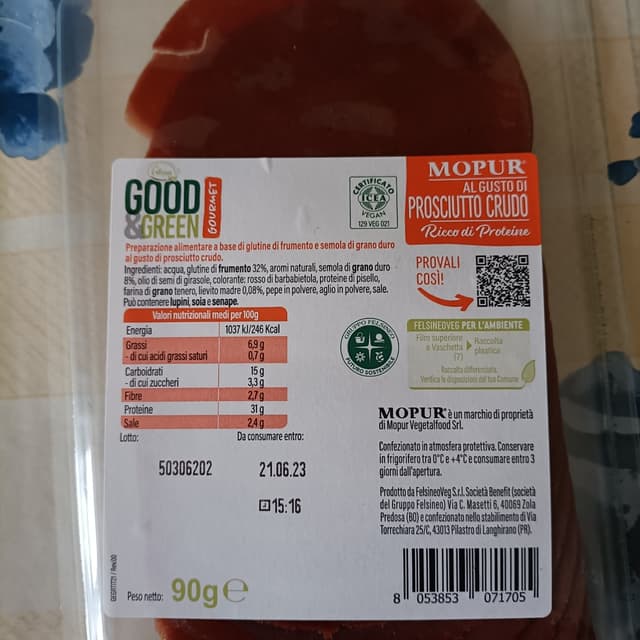 GOOD
&GREEN
GOURMET
CERTIFICATO
ICEA
VEGAN
129 VEG 021
MOPUR®
AL GUSTO DI
PROSCIUTTO CRUDO
Ricco di Proteine
Preparazione alimentare a base di glutine di frumento e semola di grano duro
al gusto di prosciutto crudo.
Ingredienti: acqua, glutine di frumento 32%, aromi naturali, semola di grano duro
8%, olio di semi di girasole, colorante: rosso di barbabietola, proteine di pisello,
farina di grano tenero, lievito madre 0,08%, pepe in polvere, aglio in polvere, sale.
Può contenere lupini, soia e senape.
Valori nutrizionali medi per 100g
Energia 1037 kJ/246 Kcal
Grassi 6,9 g
- di cui acidi grassi saturi 0,7 g
Carboidrati 15 g
- di cui zuccheri 3,3 g
Fibre 2,7 g
Proteine 31 g
Sale 2,4 g
Lotto: Da consumare entro:
50306202 21.06.23
15:16
Peso netto: 90g e
PROVALI
COSÌ!
GRUPPO FELSINEO
FUTURO SOSTENIBILE
FELSINEOVEG PER L'AMBIENTE
Film superiore
e Vaschetta
(7)
Raccolta
plastica
Raccolta differenziata.
Verifica le disposizioni del tuo Comune
MOPUR® è un marchio di proprietà
di Mopur Vegetalfood Srl.
Confezionato in atmosfera protettiva. Conservare
in frigorifero tra 0°C e +4°C e consumare entro 3
giorni dall'apertura.
Prodotto da FelsineoVeg S.r.l. Società Benefit (società
del Gruppo Felsineo) Via C. Masetti 6, 40069 Zola
Predosa (BO) e confezionato nello stabilimento di Via
Torrechiara 25/C, 43013 Pilastro di Langhirano (PR).
8 053853 071705